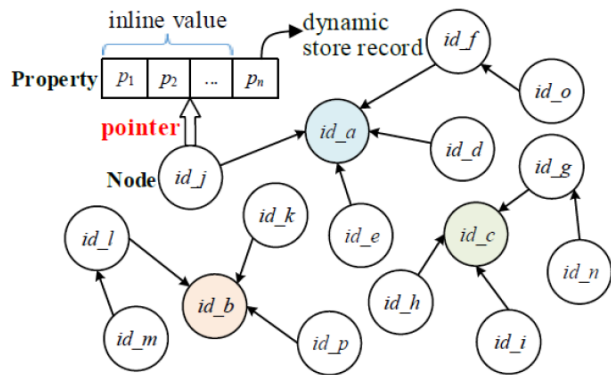 inline value
dynamic
store record
Property
p1
p2
...
pn
pointer
Node
id_j
id_f
id_o
id_a
id_d
id_g
id_k
id_e
id_c
id_l
id_n
id_h
id_b
id_m
id_p
id_i